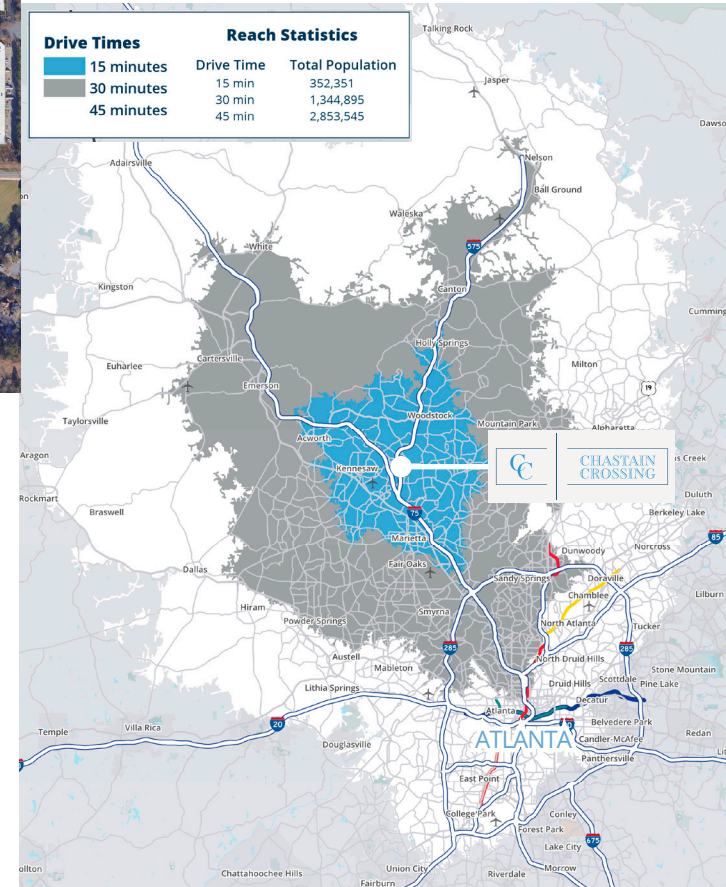 Drive Times
15 minutes
30 minutes
45 minutes
Reach Statistics
Drive Time Total Population
15 min 352,351
30 min 1,344,895
45 min 2,853,545
Talking Rock
Jasper
Adairsville
Nelson
Ball Ground
Waleska
575
White
Kingston
Canton
Cumming
Holly Springs
Cartersville
Milton
Euharlee
Emerson
19
Taylorsville
Woodstock
Mountain Park
Alpharetta
Acworth
Aragon
Kennesaw
CC
CHASTAIN
CROSSING
s Creek
Rockmart
Duluth
Braswell
75
Berkeley Lake
Marietta
85
Dunwoody
Norcross
Fair Oaks
Dallas
Sandy Springs
Doraville
Chamblee
Lilburn
Hiram
Smyrna
Powder Springs
North Atlanta
Tucker
285
285
Austell
North Druid Hills
Mableton
Stone Mountain
Druid Hills
Scottdale
Pine Lake
Lithia Springs
Decatur
Atlanta
20
Belvedere Park
Temple
Villa Rica
ATLANTA
Candler-McAfee
Redan
Douglasville
Panthersville
East Point
College Park
Conley
Forest Park
675
Lake City
Chattahoochee Hills
Union City
Morrow
Riverdale
Fairburn